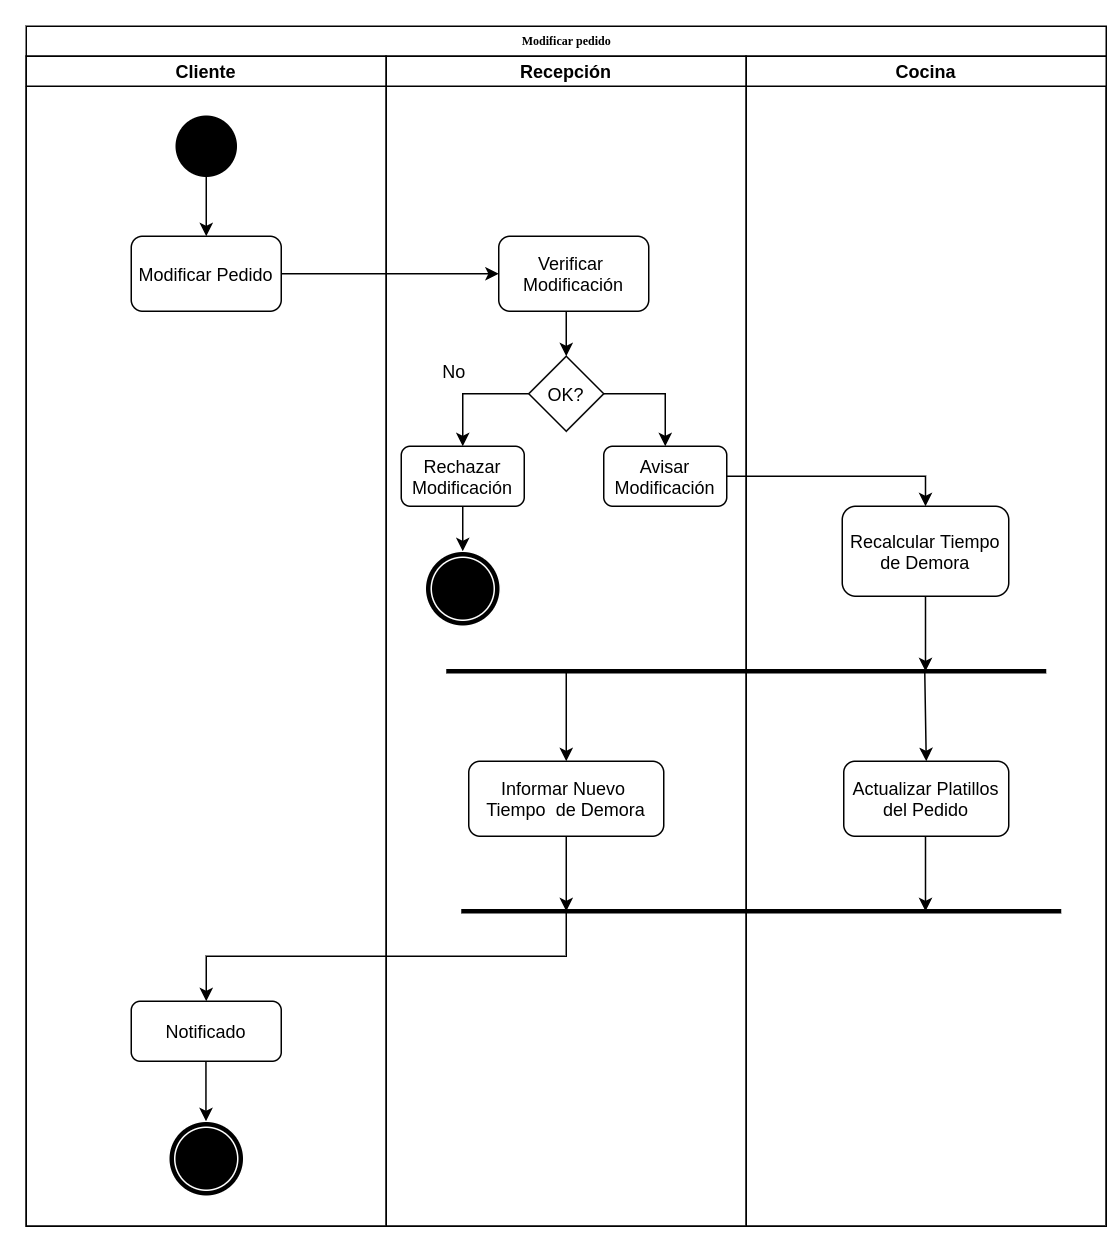 Modificar pedido
Cliente
Recepción
Cocina
Modificar Pedido
Verificar
Modificación
No
OK?
Rechazar
Modificación
Avisar
Modificación
Recalcular Tiempo
de Demora
Informar Nuevo
Tiempo  de Demora
Actualizar Platillos
del Pedido
Notificado